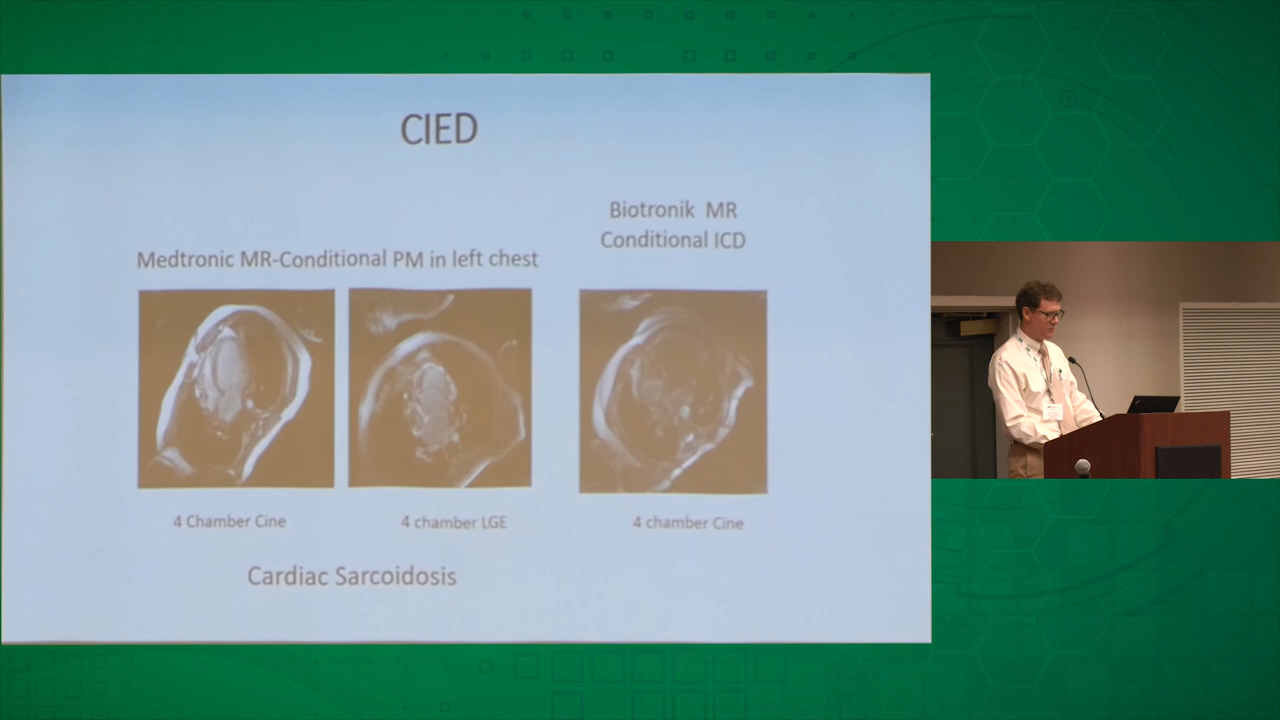 CIED
Biotronik MR
Conditional ICD
Medtronic MR-Conditional PM in left chest
4 Chamber Cine
4 chamber LGE
4 chamber Cine
Cardiac Sarcoidosis